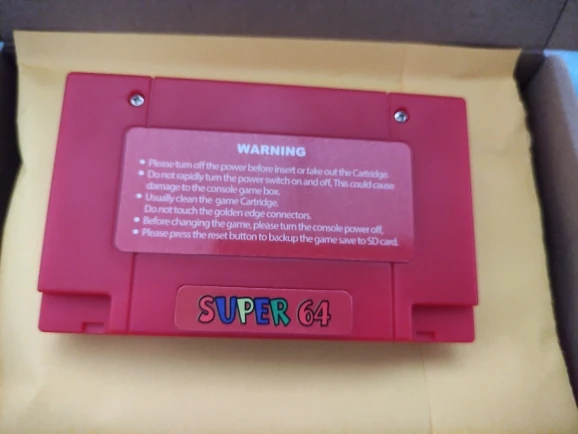 WARNING
• Please turn off the power before insert or take out the Cartridge.
• Do not rapidly turn the power switch on and off, This could cause
damage to the console game box.
• Usually clean the game Cartridge.
Do not touch the golden edge connectors.
• Before changing the game, please turn the console power off,
• Please press the reset button to backup the game save to SD card.
SUPER 64